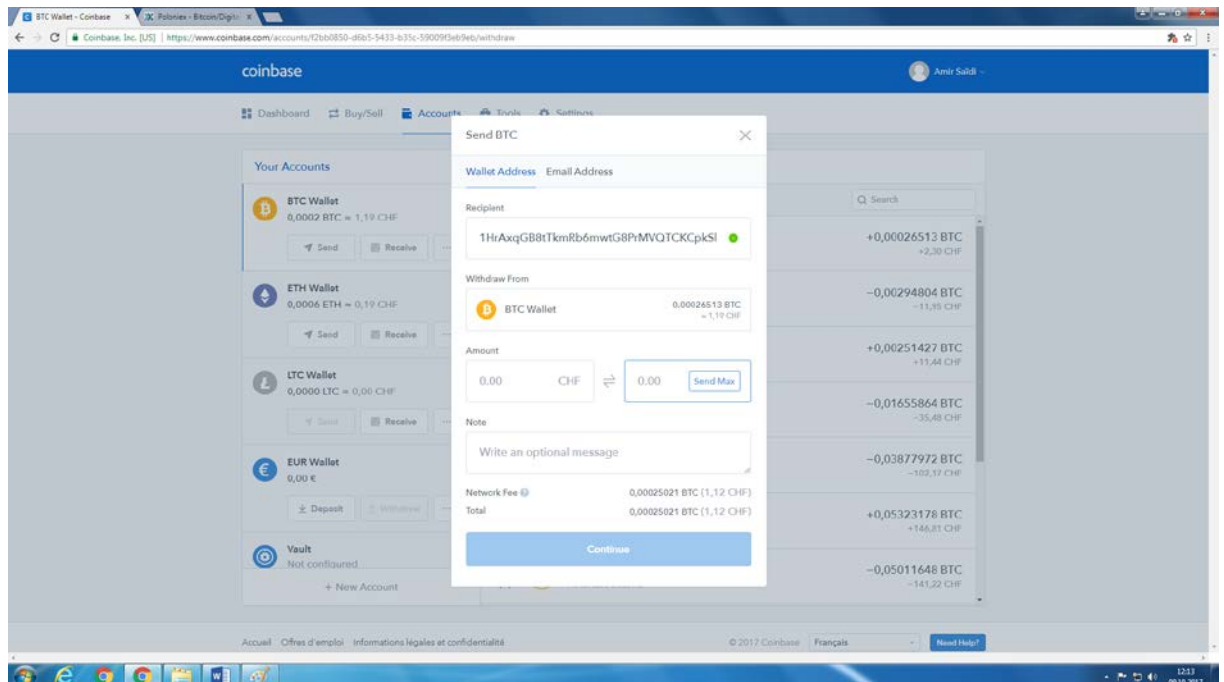 BTC Wallet - Coinbase
Poloniex - Bitcoin/Digit
Coinbase, Inc. [US] | https://www.coinbase.com/accounts/f2bb0850-d6b5-5433-b35c-59009f3eb9eb/withdraw
coinbase
Amir Saïdi
Dashboard Buy/Sell Accounts Tools Settings
Send BTC
Your Accounts
Wallet Address Email Address
BTC Wallet
0,0002 BTC ≈ 1,19 CHF
Send Receive
Search
Recipient
1HrAxqGB8tTkmRb6mwtG8PrMVQTCKCpkSl
+0,00026513 BTC
+2,30 CHF
Withdraw From
BTC Wallet
0,00026513 BTC
≈ 1,19 CHF
ETH Wallet
0,0006 ETH ≈ 0,19 CHF
Send Receive
−0,00294804 BTC
−11,95 CHF
Amount
0.00 CHF
0.00 Send Max
+0,00251427 BTC
+11,44 CHF
LTC Wallet
0,0000 LTC ≈ 0,00 CHF
Send Receive
−0,01655864 BTC
−35,48 CHF
Note
Write an optional message
EUR Wallet
0,00 €
Deposit
−0,03877972 BTC
−102,17 CHF
Network Fee 0,00025021 BTC (1,12 CHF)
Total 0,00025021 BTC (1,12 CHF)
+0,05323178 BTC
+146,81 CHF
Continue
Vault
Not configured
−0,05011648 BTC
−141,22 CHF
+ New Account
Accueil Offres d'emploi Informations légales et confidentialité
© 2017 Coinbase Français Need Help?
12:13
09.10.2017